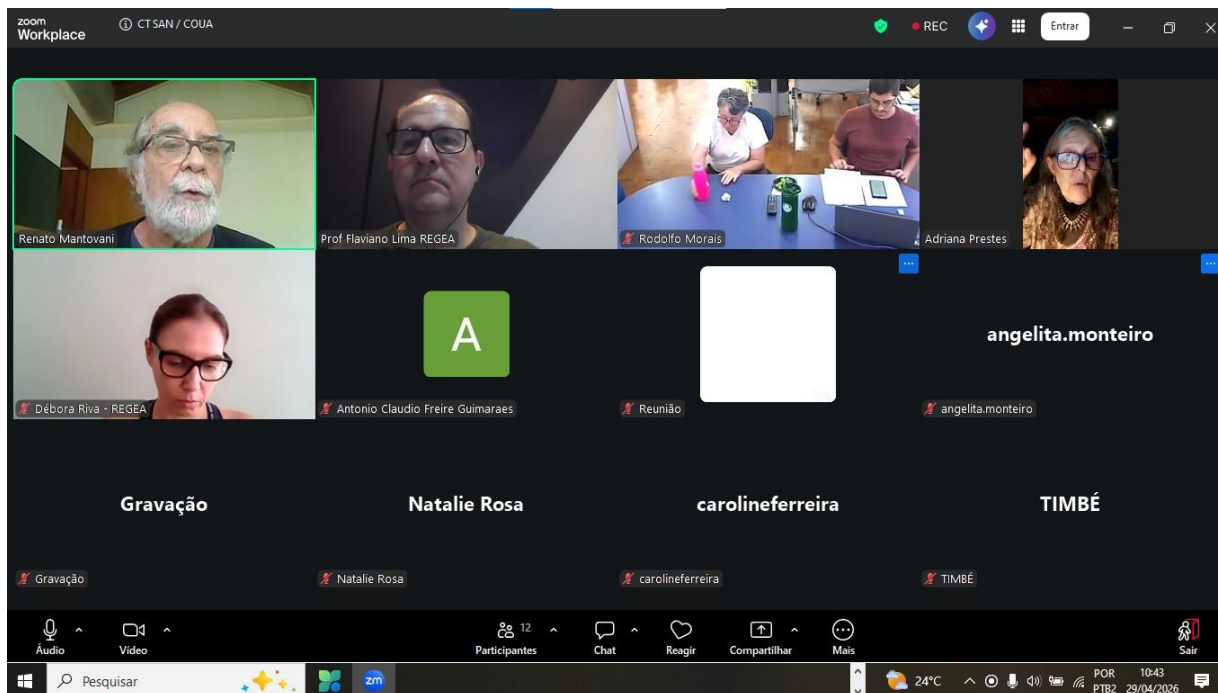 zoom
Workplace
CT SAN / COUA
REC
Entrar
Renato Mantovani
Prof Flaviano Lima REGEA
Rodolfo Morais
Adriana Prestes
angelita.monteiro
A
Débora Riva - REGEA
Antonio Claudio Freire Guimaraes
Reunião
angelita.monteiro
Gravação
Natalie Rosa
carolineferreira
TIMBÉ
Gravação
Natalie Rosa
carolineferreira
TIMBÉ
Áudio
Vídeo
12
Participantes
Chat
Reagir
Compartilhar
Mais
Sair
Pesquisar
zm
24°C
POR
PTB2
10:43
29/04/2026